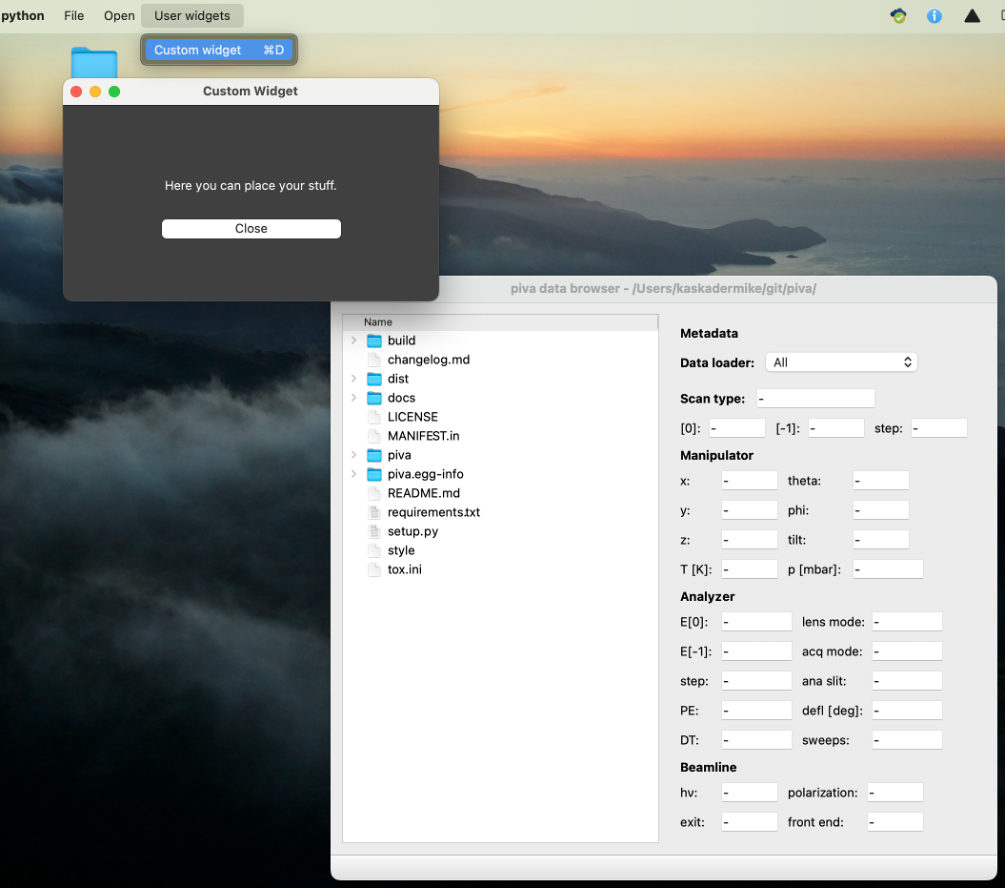 python File Open User widgets
Custom widget ⌘D
Custom Widget
Here you can place your stuff.
Close
piva data browser - /Users/kaskadermike/git/piva/
Name
build
changelog.md
dist
docs
LICENSE
MANIFEST.in
piva
piva.egg-info
README.md
requirements.txt
setup.py
style
tox.ini
Metadata
Data loader: All
Scan type: -
[0]: - [-1]: - step: -
Manipulator
x: - theta: -
y: - phi: -
z: - tilt: -
T [K]: - p [mbar]: -
Analyzer
E[0]: - lens mode: -
E[-1]: - acq mode: -
step: - ana slit: -
PE: - defl [deg]: -
DT: - sweeps: -
Beamline
hν: - polarization: -
exit: - front end: -